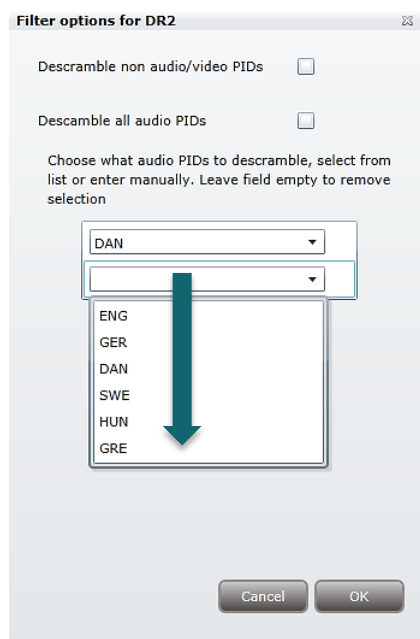 Filter options for DR2
Descramble non audio/video PIDs
Descamble all audio PIDs
Choose what audio PIDs to descramble, select from
list or enter manually. Leave field empty to remove
selection
DAN
ENG
GER
DAN
SWE
HUN
GRE
Cancel OK